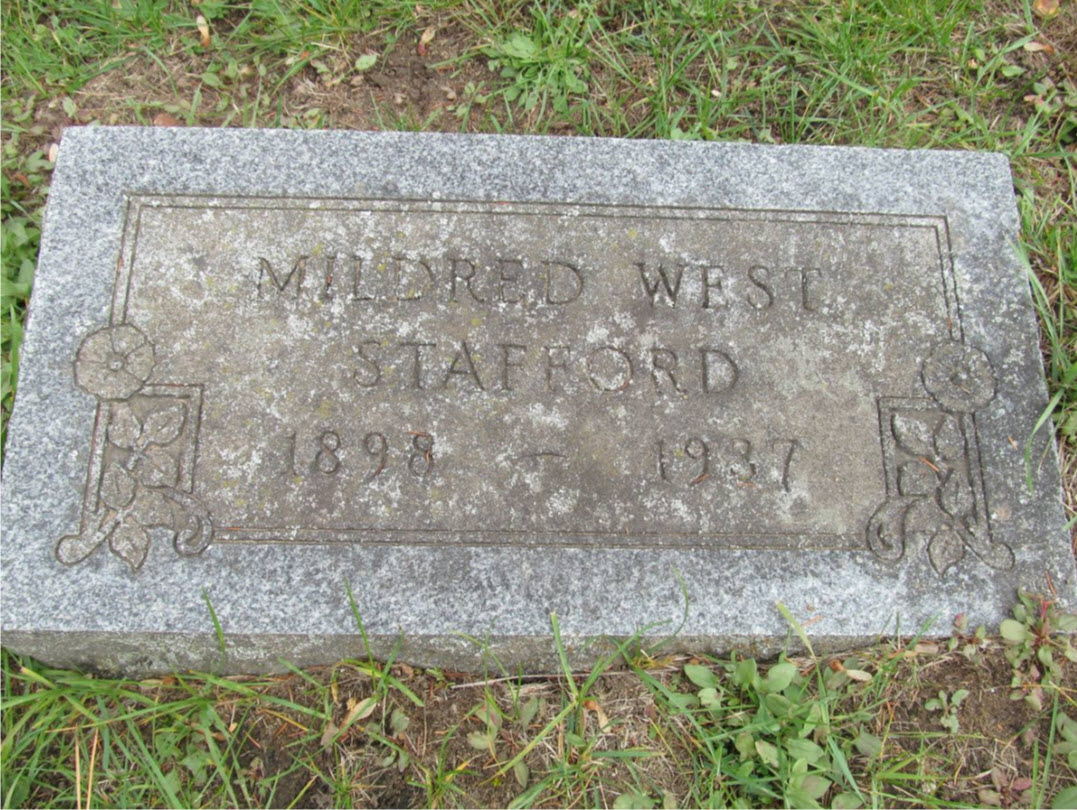 MILDRED WEST
STAFFORD
1898 – 1937